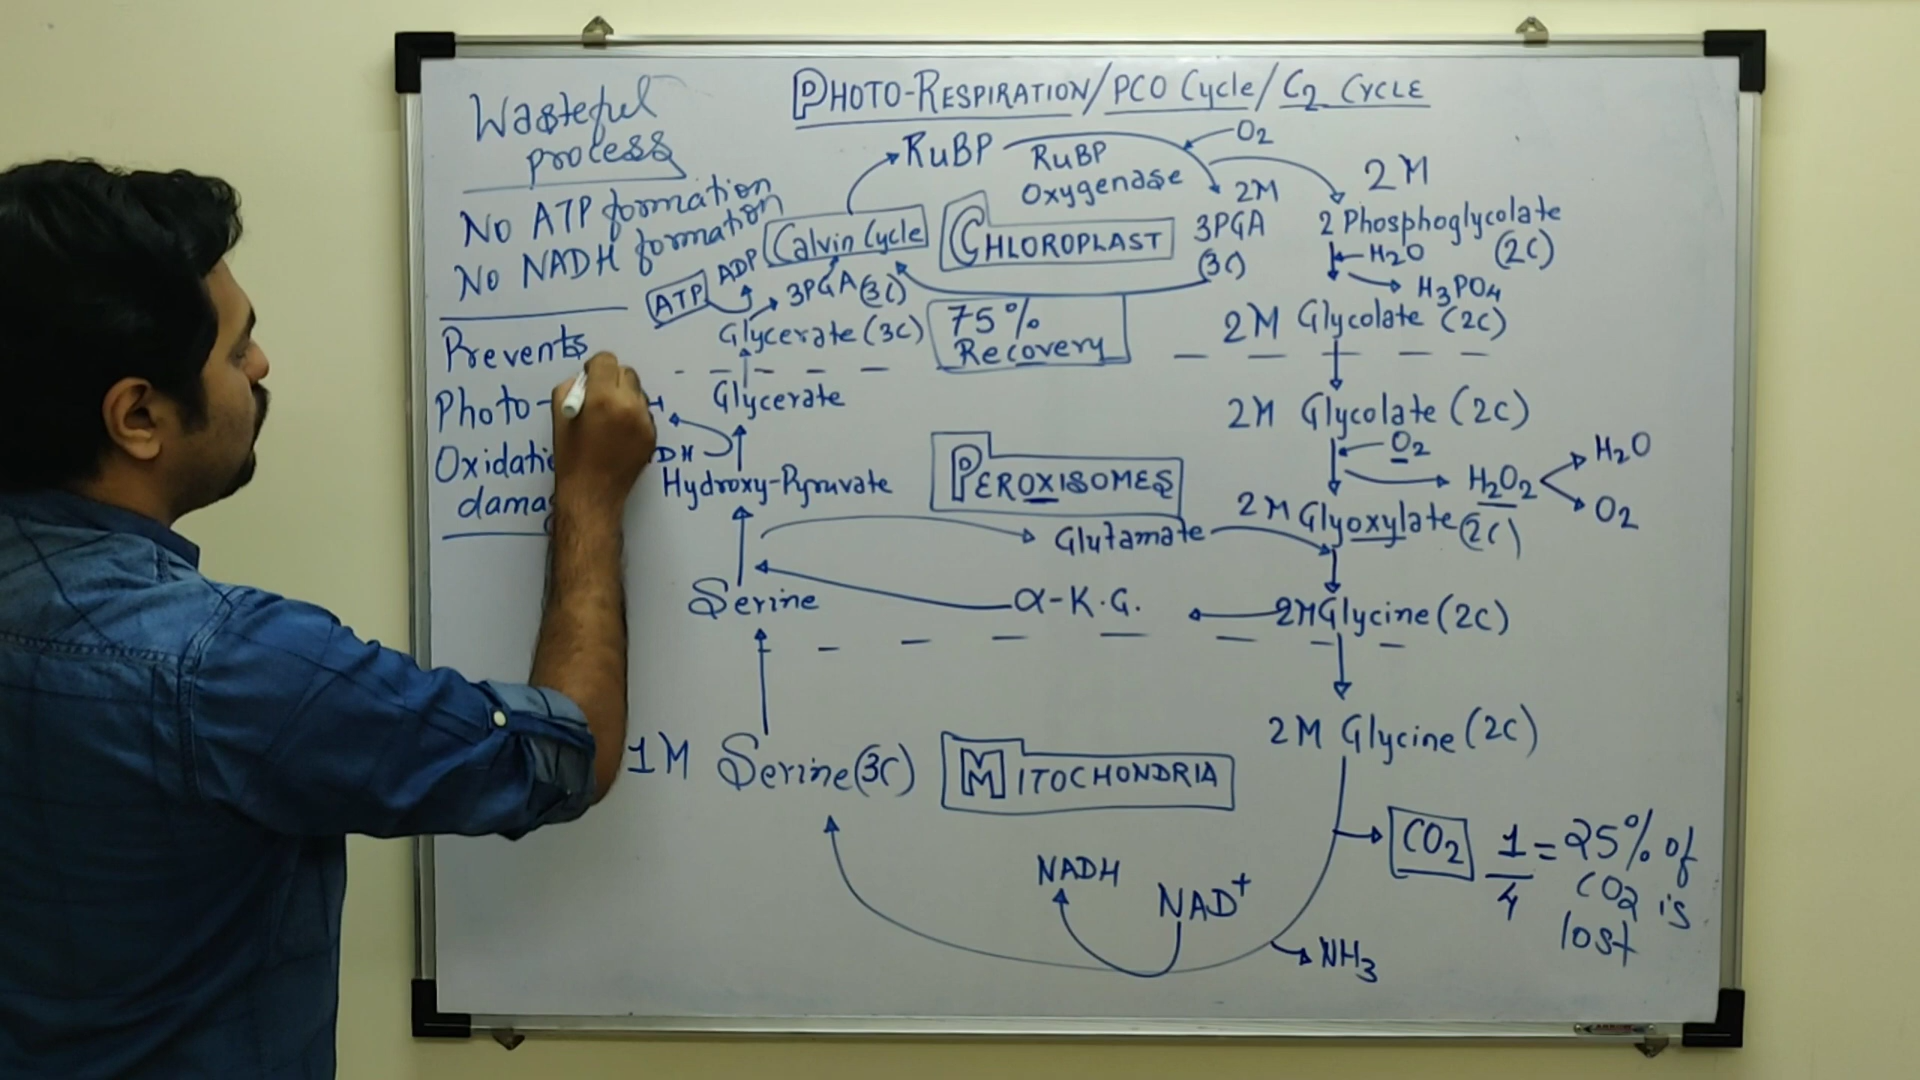 PHOTO-RESPIRATION/PCO Cycle/C2 CYCLE
Wasteful
process
No ATP formation
No NADH formation
Prevents
Photo-
damag
RuBP
RuBP
Oxygenase
O2
2M
3PGA
(3C)
2M
2 Phosphoglycolate
(2C)
H2O
H3PO4
Calvin Cycle
CHLOROPLAST
ATP
ADP
3PGA(3C)
Glycerate (3C)
75%
Recovery
2M Glycolate (2C)
Glycerate
2M Glycolate (2C)
O2
H2O2
H2O
O2
Hydroxy-Pyruvate
PEROXISOMES
2M Glyoxylate(2C)
Glutamate
Serine
α-K.G.
2MGlycine(2C)
1M Serine(3C)
MITOCHONDRIA
2M Glycine(2C)
CO2
1/4 = 25% of
CO2 is
lost
NADH
NAD+
NH3